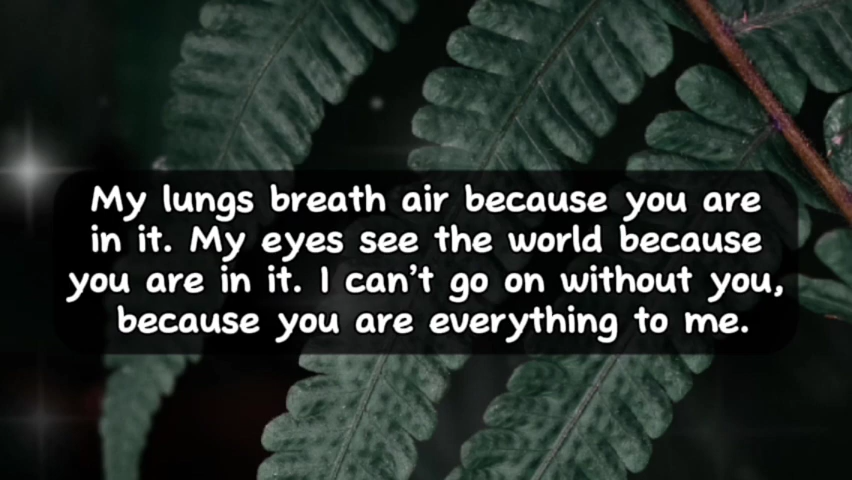 My lungs breath air because you are
in it. My eyes see the world because
you are in it. I can't go on without you,
because you are everything to me.